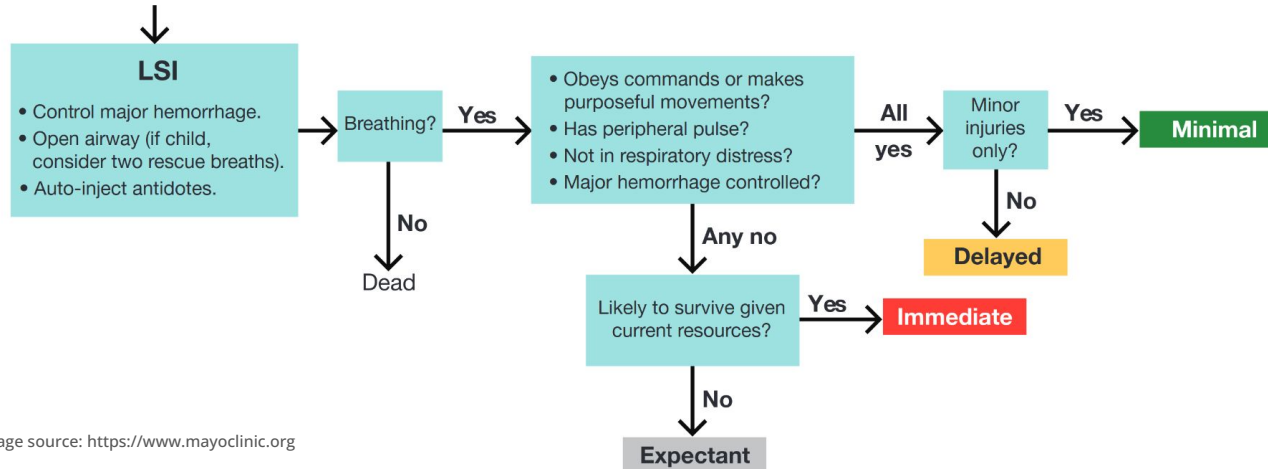 LSI
• Control major hemorrhage.
• Open airway (if child,
consider two rescue breaths).
• Auto-inject antidotes.
Breathing?
Yes
No
Dead
• Obeys commands or makes
purposeful movements?
• Has peripheral pulse?
• Not in respiratory distress?
• Major hemorrhage controlled?
All
yes
Minor
injuries
only?
Yes
Minimal
No
Delayed
Any no
Likely to survive given
current resources?
Yes
Immediate
No
Expectant
age source: https://www.mayoclinic.org